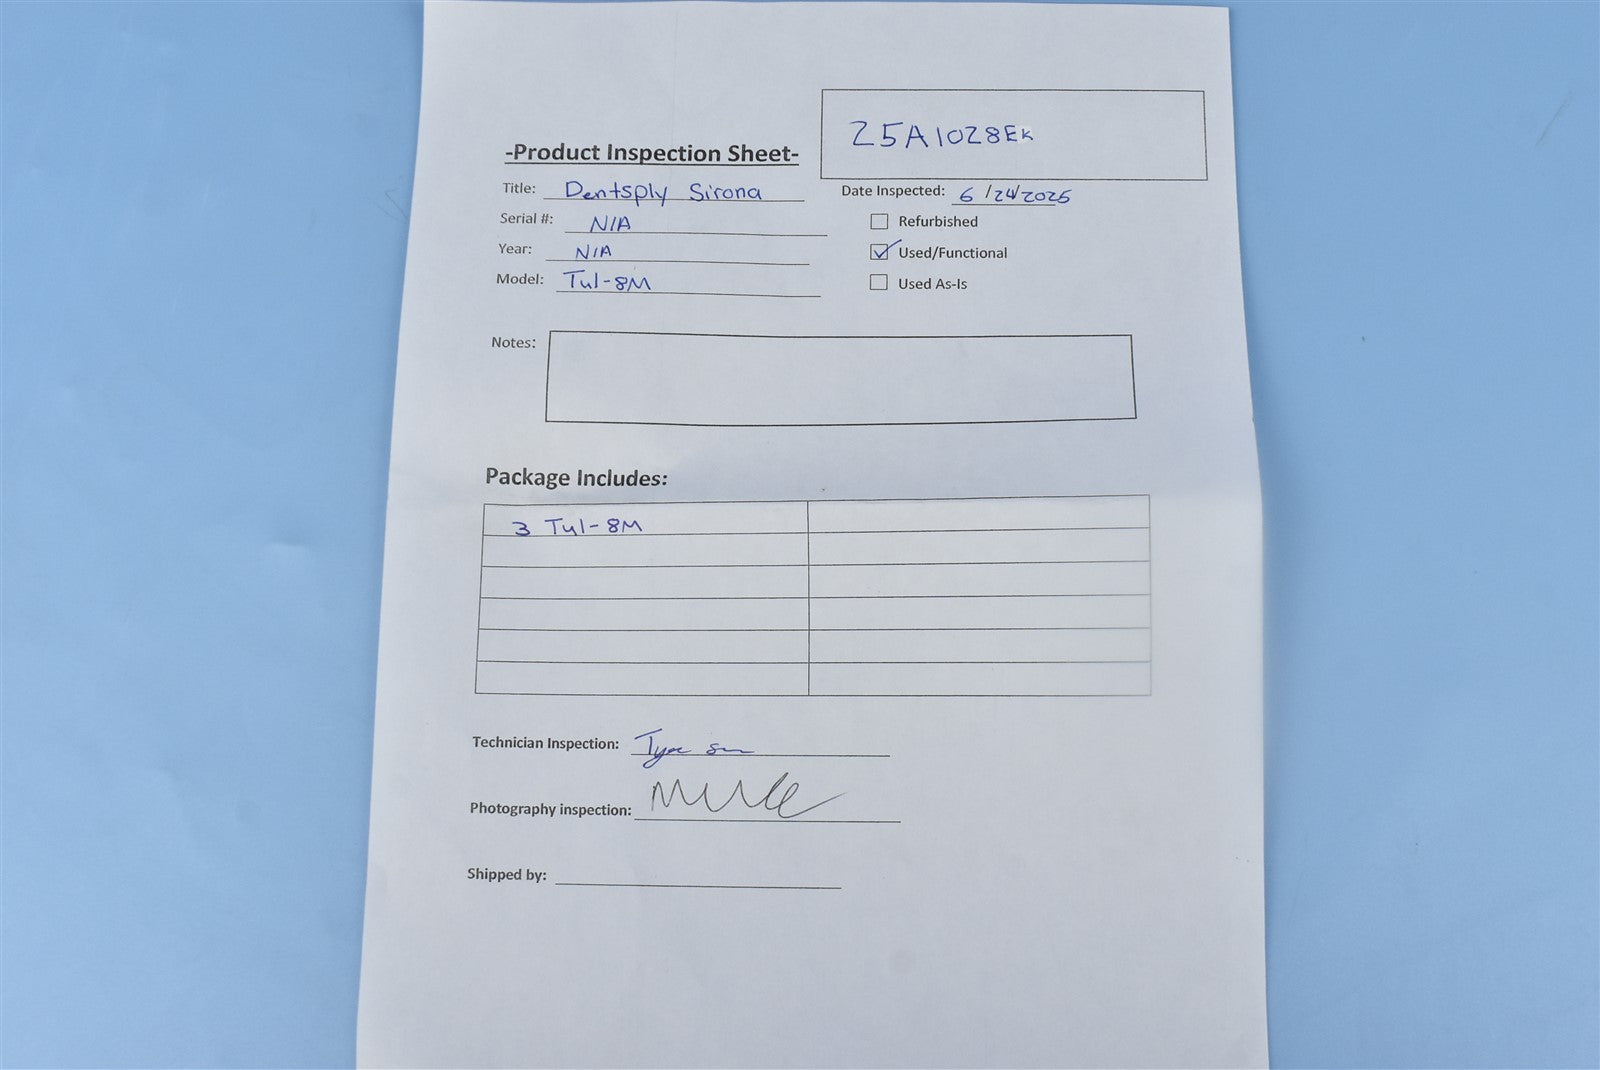 25A1028EK
-Product Inspection Sheet-
Title: Dentsply Sirona
Date Inspected: 6/24/2025
Serial #: N/A
Refurbished
Year: N/A
Used/Functional
Model: Tul-8M
Used As-Is
Notes:
Package Includes:
3 Tul-8M
Technician Inspection:
Photography inspection:
Shipped by: